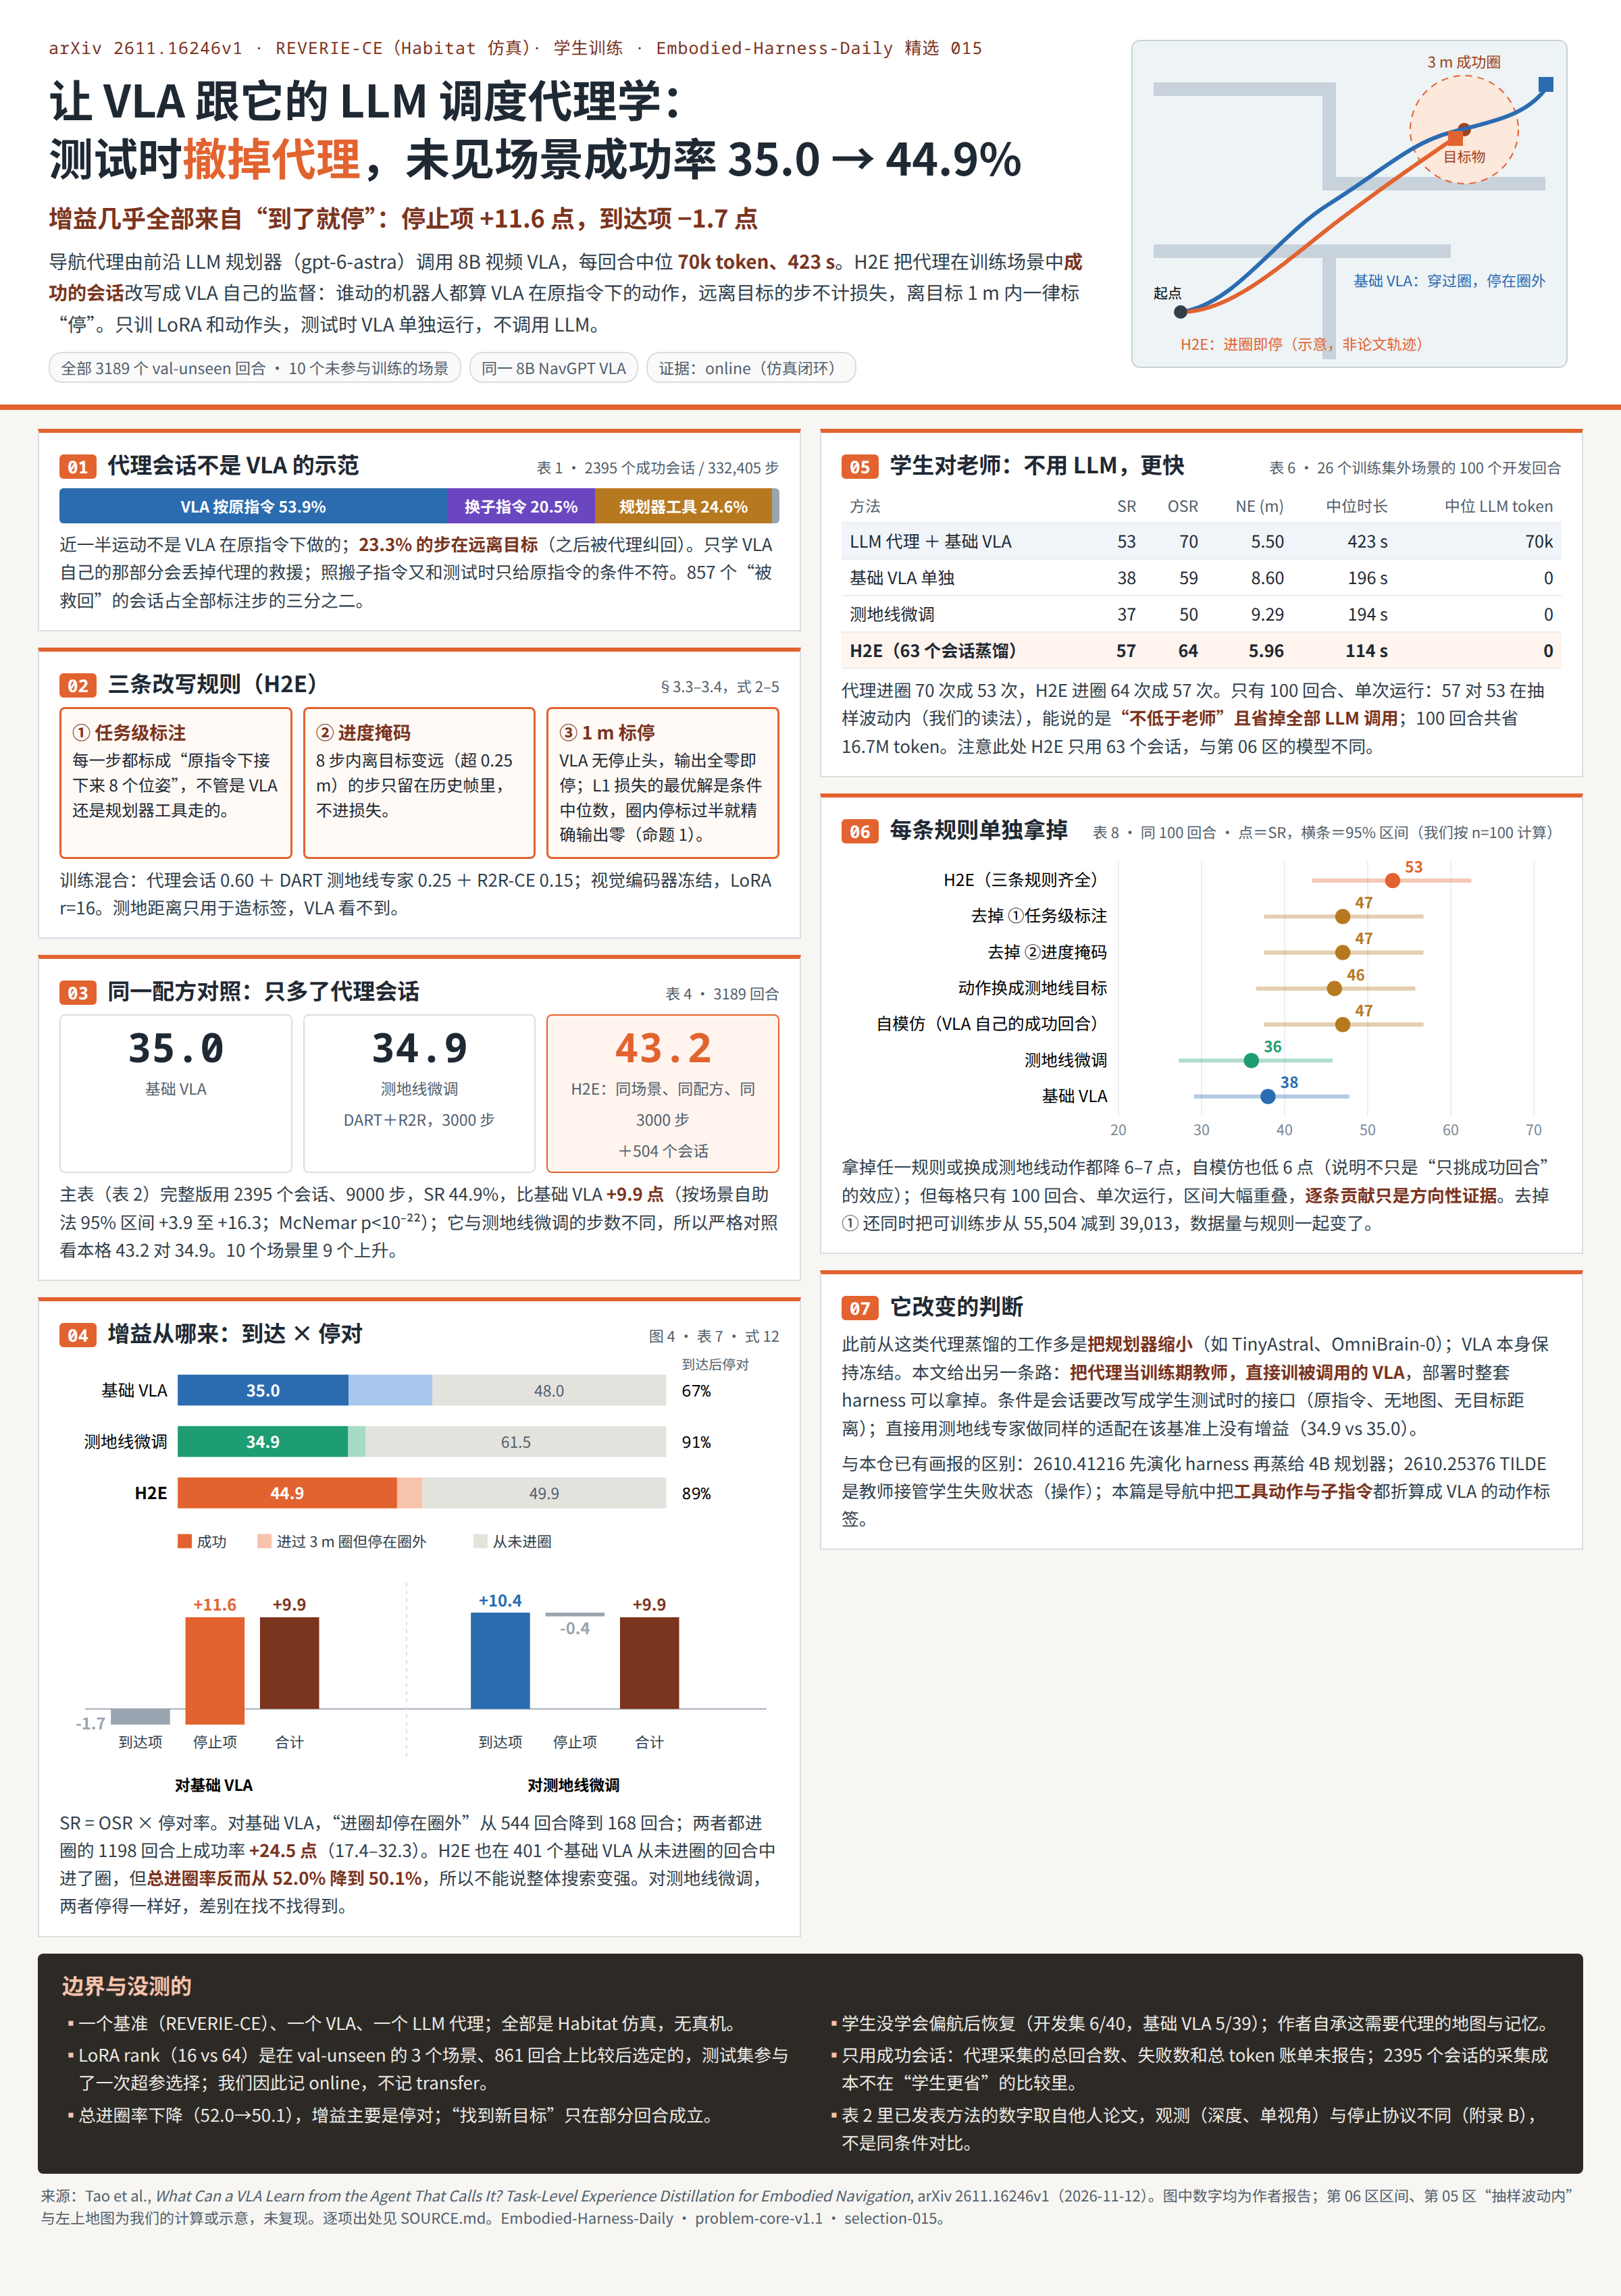 arXiv 2611.16246v1 · REVERIE-CE（Habitat 仿真）· 学生训练 · Embodied-Harness-Daily 精选 015
让 VLA 跟它的 LLM 调度代理学：
测试时撤掉代理，未见场景成功率 35.0 → 44.9%
增益几乎全部来自“到了就停”：停止项 +11.6 点，到达项 −1.7 点
导航代理由前沿 LLM 规划器（gpt-6-astra）调用 8B 视频 VLA，每回合中位 70k token、423 s。H2E 把代理在训练场景中成
功的会话改写成 VLA 自己的监督：谁动的机器人都算 VLA 在原指令下的动作，远离目标的步不计损失，离目标 1 m 内一律标
“停”。只训 LoRA 和动作头，测试时 VLA 单独运行，不调用 LLM。
全部 3189 个 val-unseen 回合 · 10 个未参与训练的场景
同一 8B NavGPT VLA
证据：online（仿真闭环）
3 m 成功圈
目标物
基础 VLA：穿过圈，停在圈外
起点
H2E：进圈即停（示意，非论文轨迹）
01 代理会话不是 VLA 的示范
表 1 · 2395 个成功会话 / 332,405 步
VLA 按原指令 53.9%
换子指令 20.5%
规划器工具 24.6%
近一半运动不是 VLA 在原指令下做的；23.3% 的步在远离目标（之后被代理纠回）。只学 VLA
自己的那部分会丢掉代理的救援；照搬子指令又和测试时只给原指令的条件不符。857 个“被
救回”的会话占全部标注步的三分之二。
02 三条改写规则（H2E）
§ 3.3–3.4，式 2–5
① 任务级标注
每一步都标成“原指令下接
下来 8 个位姿”，不管是 VLA
还是规划器工具走的。
② 进度掩码
8 步内离目标变远（超 0.25
m）的步只留在历史帧里，
不进损失。
③ 1 m 标停
VLA 无停止头，输出全零即
停；L1 损失的最优解是条件
中位数，圈内停标过半就精
确输出零（命题 1）。
训练混合：代理会话 0.60 ＋ DART 测地线专家 0.25 ＋ R2R-CE 0.15；视觉编码器冻结，LoRA
r=16。测地距离只用于造标签，VLA 看不到。
03 同一配方对照：只多了代理会话
表 4 · 3189 回合
35.0
基础 VLA
34.9
测地线微调
DART＋R2R，3000 步
43.2
H2E：同场景、同配方、同
3000 步
＋504 个会话
主表（表 2）完整版用 2395 个会话、9000 步，SR 44.9%，比基础 VLA +9.9 点（按场景自助
法 95% 区间 +3.9 至 +16.3；McNemar p<10⁻²²）；它与测地线微调的步数不同，所以严格对照
看本格 43.2 对 34.9。10 个场景里 9 个上升。
04 增益从哪来：到达 × 停对
图 4 · 表 7 · 式 12
到达后停对
基础 VLA 35.0 48.0 67%
测地线微调 34.9 61.5 91%
H2E 44.9 49.9 89%
成功 进过 3 m 圈但停在圈外 从未进圈
-1.7 +11.6 +9.9
+10.4 -0.4 +9.9
到达项 停止项 合计
到达项 停止项 合计
对基础 VLA
对测地线微调
SR = OSR × 停对率。对基础 VLA，“进圈却停在圈外”从 544 回合降到 168 回合；两者都进
圈的 1198 回合上成功率 +24.5 点（17.4–32.3）。H2E 也在 401 个基础 VLA 从未进圈的回合中
进了圈，但总进圈率反而从 52.0% 降到 50.1%，所以不能说整体搜索变强。对测地线微调，
两者停得一样好，差别在找不找得到。
05 学生对老师：不用 LLM，更快
表 6 · 26 个训练集外场景的 100 个开发回合
方法 SR OSR NE (m) 中位时长 中位 LLM token
LLM 代理 ＋ 基础 VLA 53 70 5.50 423 s 70k
基础 VLA 单独 38 59 8.60 196 s 0
测地线微调 37 50 9.29 194 s 0
H2E（63 个会话蒸馏） 57 64 5.96 114 s 0
代理进圈 70 次成 53 次，H2E 进圈 64 次成 57 次。只有 100 回合、单次运行：57 对 53 在抽
样波动内（我们的读法），能说的是“不低于老师”且省掉全部 LLM 调用；100 回合共省
16.7M token。注意此处 H2E 只用 63 个会话，与第 06 区的模型不同。
06 每条规则单独拿掉
表 8 · 同 100 回合 · 点＝SR，横条＝95% 区间（我们按 n=100 计算）
H2E（三条规则齐全） 53
去掉 ①任务级标注 47
去掉 ②进度掩码 47
动作换成测地线目标 46
自模仿（VLA 自己的成功回合） 47
测地线微调 36
基础 VLA 38
20 30 40 50 60 70
拿掉任一规则或换成测地线动作都降 6–7 点，自模仿也低 6 点（说明不只是“只挑成功回合”
的效应）；但每格只有 100 回合、单次运行，区间大幅重叠，逐条贡献只是方向性证据。去掉
① 还同时把可训练步从 55,504 减到 39,013，数据量与规则一起变了。
07 它改变的判断
此前从这类代理蒸馏的工作多是把规划器缩小（如 TinyAstral、OmniBrain-0）；VLA 本身保
持冻结。本文给出另一条路：把代理当训练期教师，直接训被调用的 VLA，部署时整套
harness 可以拿掉。条件是会话要改写成学生测试时的接口（原指令、无地图、无目标距
离）；直接用测地线专家做同样的适配在该基准上没有增益（34.9 vs 35.0）。
与本仓已有画报的区别：2610.41216 先演化 harness 再蒸给 4B 规划器；2610.25376 TILDE
是教师接管学生失败状态（操作）；本篇是导航中把工具动作与子指令都折算成 VLA 的动作标
签。
边界与没测的
▪ 一个基准（REVERIE-CE）、一个 VLA、一个 LLM 代理；全部是 Habitat 仿真，无真机。
▪ LoRA rank（16 vs 64）是在 val-unseen 的 3 个场景、861 回合上比较后选定的，测试集参与
了一次超参选择；我们因此记 online，不记 transfer。
▪ 总进圈率下降（52.0→50.1），增益主要是停对；“找到新目标”只在部分回合成立。
▪ 学生没学会偏航后恢复（开发集 6/40，基础 VLA 5/39）；作者自承这需要代理的地图与记忆。
▪ 只用成功会话：代理采集的总回合数、失败数和总 token 账单未报告；2395 个会话的采集成
本不在“学生更省”的比较里。
▪ 表 2 里已发表方法的数字取自他人论文，观测（深度、单视角）与停止协议不同（附录 B），
不是同条件对比。
来源：Tao et al., What Can a VLA Learn from the Agent That Calls It? Task-Level Experience Distillation for Embodied Navigation, arXiv 2611.16246v1（2026-11-12）。图中数字均为作者报告；第 06 区区间、第 05 区“抽样波动内”
与左上地图为我们的计算或示意，未复现。逐项出处见 SOURCE.md。Embodied-Harness-Daily · problem-core-v1.1 · selection-015。